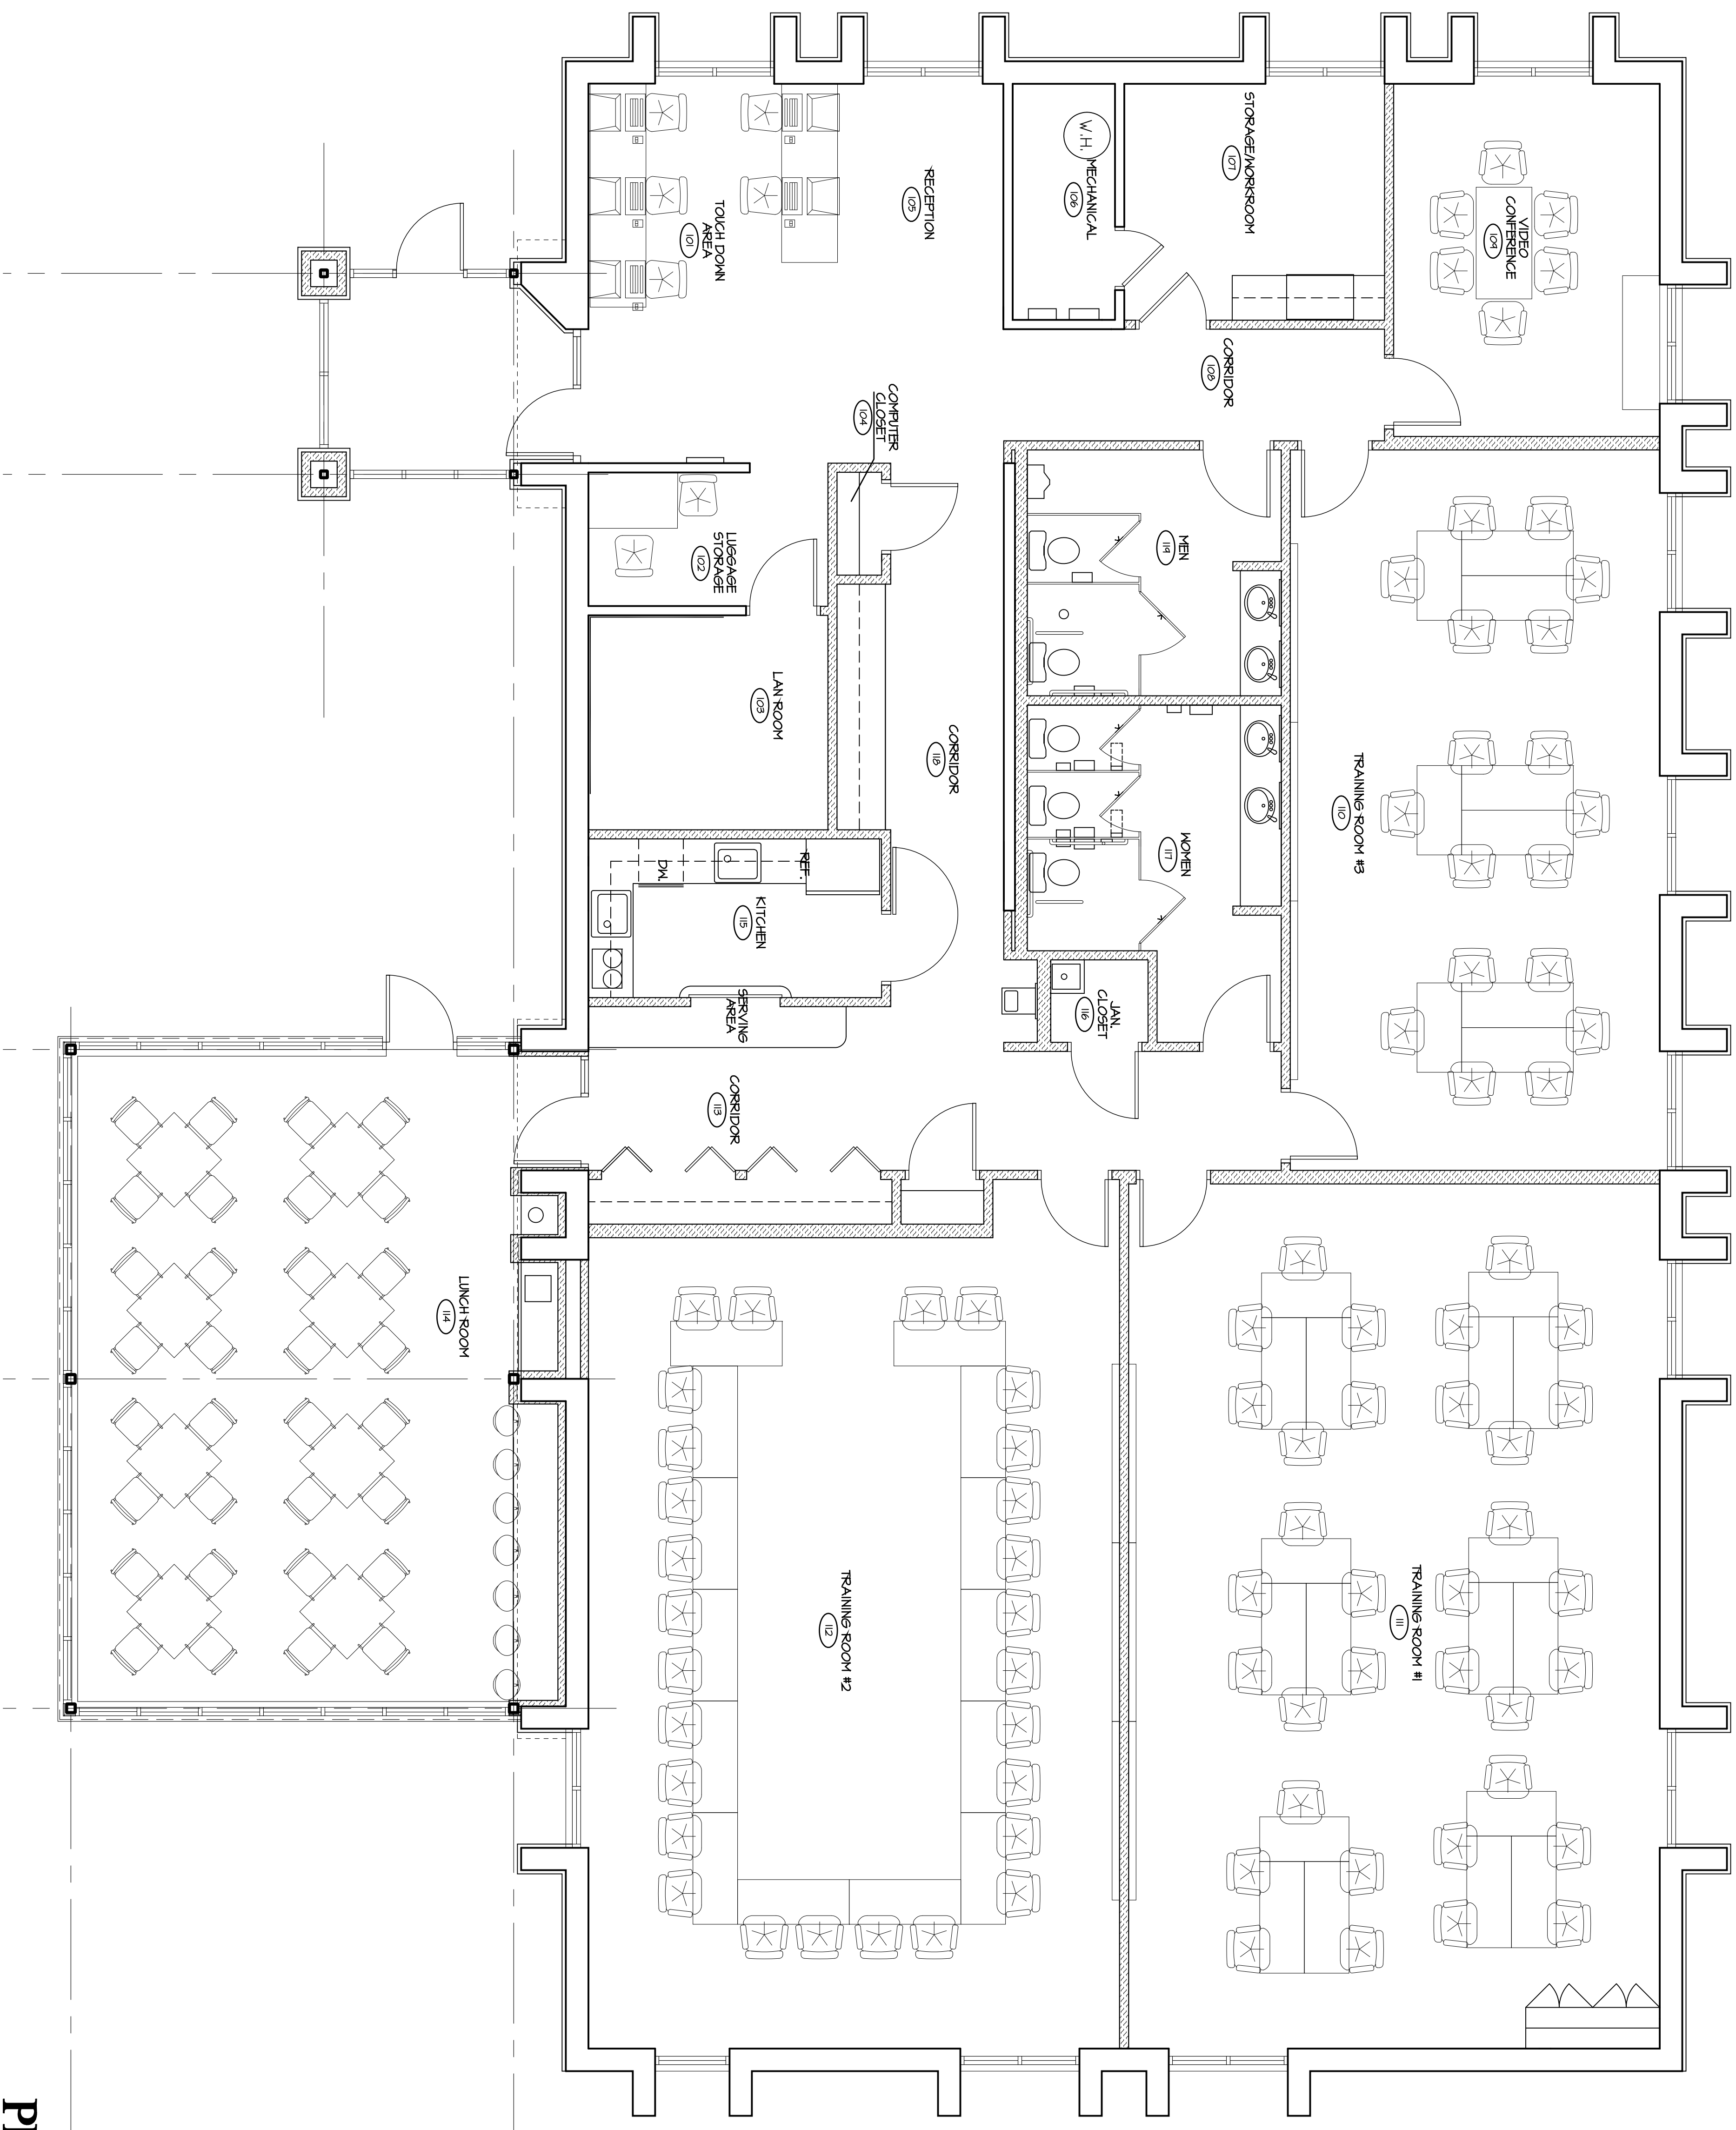 VIDEO
CONFERENCE
109
STORAGE/WORKROOM
107
W.H.
MECHANICAL
106
RECEPTION
105
TOUCH DOWN
AREA
101
CORRIDOR
108
COMPUTER
CLOSET
104
LUGGAGE
STORAGE
102
LAN ROOM
103
CORRIDOR
118
MEN
119
WOMEN
117
TRAINING ROOM #3
110
REF.
DW.
KITCHEN
115
SERVING
AREA
JAN.
CLOSET
116
CORRIDOR
113
LUNCH ROOM
114
TRAINING ROOM #2
112
TRAINING ROOM #1
111